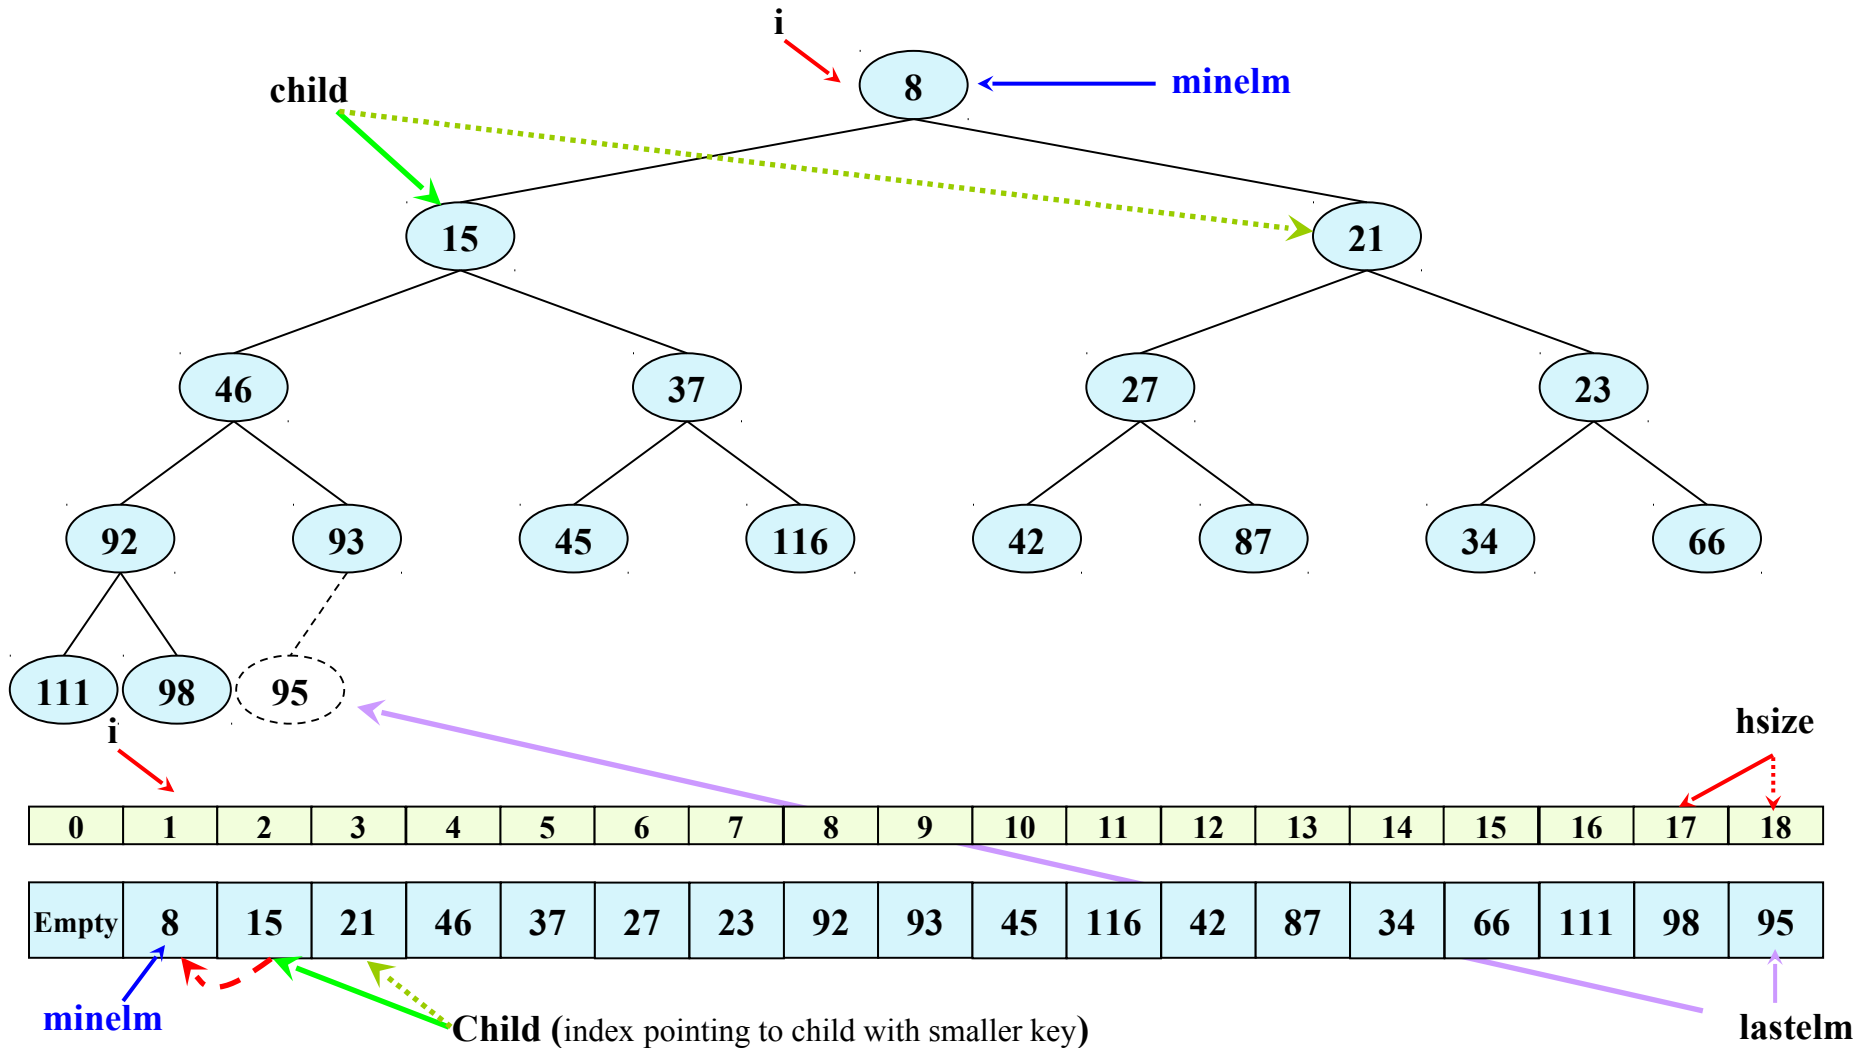 i
8
minelm
child
15
21
46
37
27
23
92
93
45
116
42
87
34
66
111
98
95
i
hsize
0 1 2 3 4 5 6 7 8 9 10 11 12 13 14 15 16 17 18
Empty 8 15 21 46 37 27 23 92 93 45 116 42 87 34 66 111 98 95
minelm
Child (index pointing to child with smaller key)
lastelm